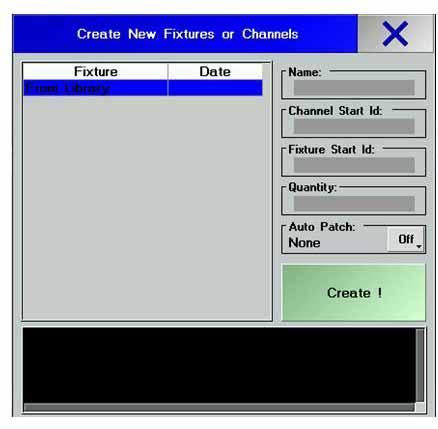 Create New Fixtures or Channels
Fixture Date
From Library
Name:
Channel Start Id:
Fixture Start Id:
Quantity:
Auto Patch:
None Off
Create !